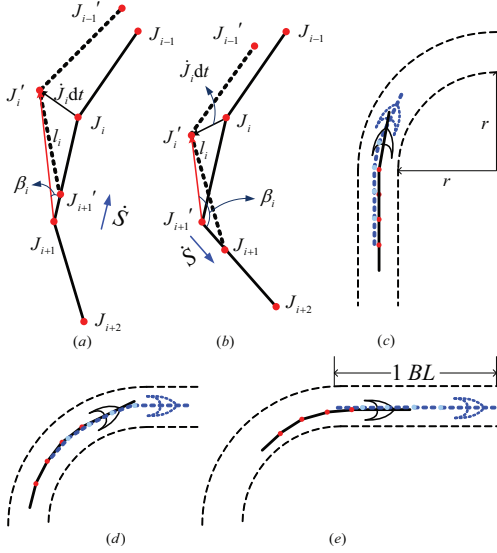 J_{i-1}'
J_{i-1}
J̇_i dt
J_i'
J_i
l_i
β_i
J_{i+1}'
Ṡ
J_{i+1}
J_{i+2}
(a)
J_{i-1}'
J_{i-1}
J̇_i dt
J_i'
J_i
l_i
β_i
J_{i+1}'
J_{i+1}
Ṡ
J_{i+2}
(b)
r
r
(c)
(d)
1 BL
(e)